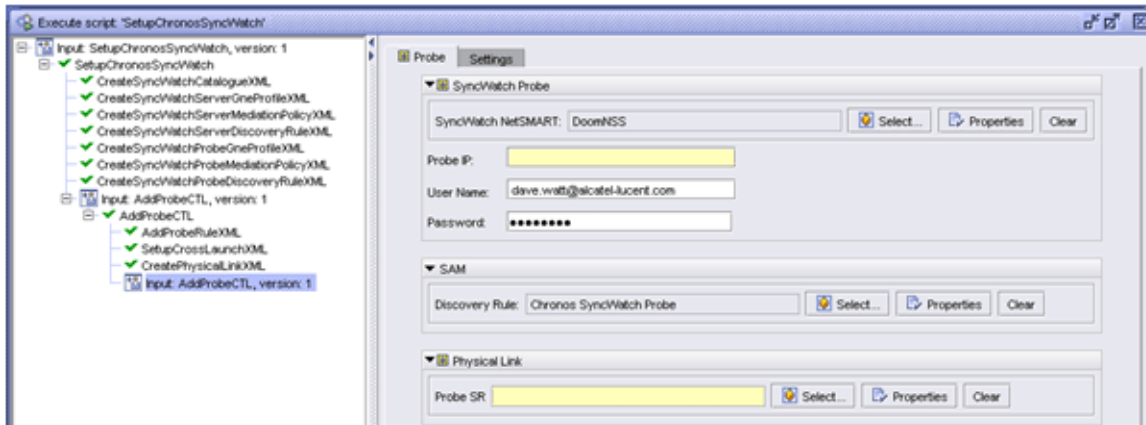 Execute script: 'SetupChronosSyncWatch'
Input: SetupChronosSyncWatch, version: 1
SetupChronosSyncWatch
CreateSyncWatchCatalogueXML
CreateSyncWatchServerGneProfileXML
CreateSyncWatchServerMediationPolicyXML
CreateSyncWatchServerDiscoveryRuleXML
CreateSyncWatchProbeGneProfileXML
CreateSyncWatchProbeMediationPolicyXML
CreateSyncWatchProbeDiscoveryRuleXML
Input: AddProbeCTL, version: 1
AddProbeCTL
AddProbeRuleXML
SetupCrossLaunchXML
CreatePhysicalLinkXML
Input: AddProbeCTL, version: 1
Probe Settings
SyncWatch Probe
SyncWatch NetSMART: DoomNSS Select... Properties Clear
Probe IP:
User Name: dave.watt@alcatel-lucent.com
Password: ••••••••
SAM
Discovery Rule: Chronos SyncWatch Probe Select... Properties Clear
Physical Link
Probe SR Select... Properties Clear